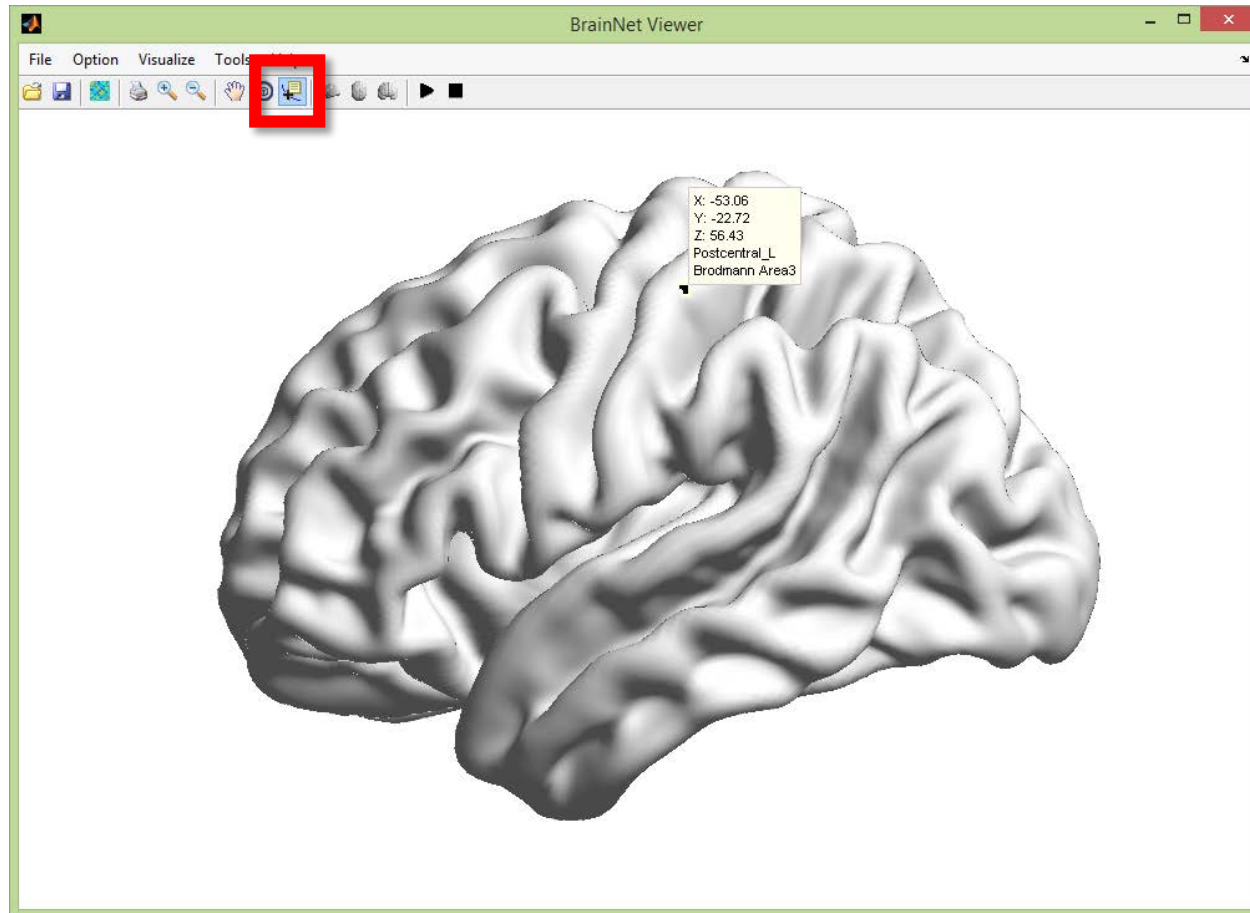 BrainNet Viewer
File Option Visualize Tools
X: -53.06
Y: -22.72
Z: 56.43
Postcentral_L
Brodmann Area3